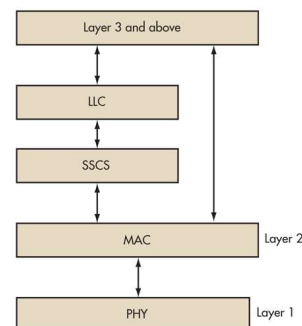 Layer 3 and above
LLC
SSCS
MAC
Layer 2
PHY
Layer 1